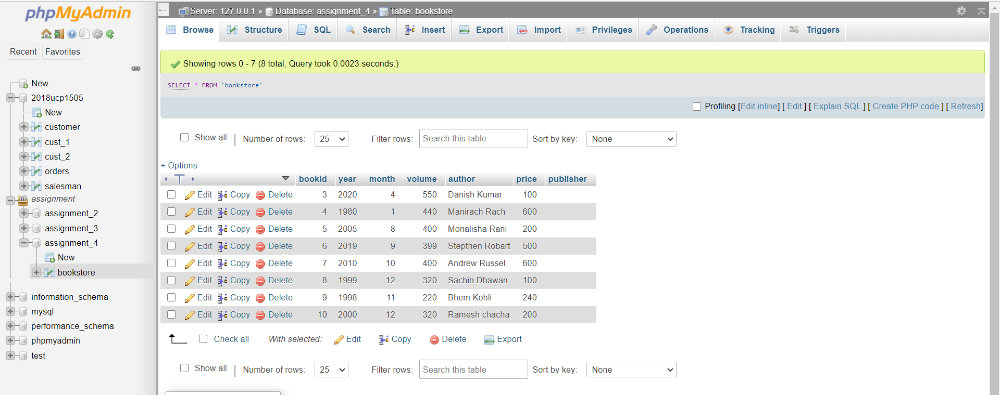 phpMyAdmin
Recent Favorites
New
2018ucp1505
New
customer
cust_1
cust_2
orders
salesman
assignment
assignment_2
assignment_3
assignment_4
New
bookstore
information_schema
mysql
performance_schema
phpmyadmin
test
Server: 127.0.0.1 » Database: assignment_4 » Table: bookstore
Browse Structure SQL Search Insert Export Import Privileges Operations Tracking Triggers
Showing rows 0 - 7 (8 total, Query took 0.0023 seconds.)
SELECT * FROM `bookstore`
Profiling [Edit inline] [ Edit ] [ Explain SQL ] [ Create PHP code ] [ Refresh]
Show all | Number of rows: 25 Filter rows: Search this table Sort by key: None
+ Options
←T→ bookid year month volume author price publisher
Edit Copy Delete 3 2020 4 550 Danish Kumar 100
Edit Copy Delete 4 1980 1 440 Manirach Rach 600
Edit Copy Delete 5 2005 8 400 Monalisha Rani 200
Edit Copy Delete 6 2019 9 399 Stepthen Robart 500
Edit Copy Delete 7 2010 10 400 Andrew Russel 600
Edit Copy Delete 8 1999 12 320 Sachin Dhawan 100
Edit Copy Delete 9 1998 11 220 Bhem Kohli 240
Edit Copy Delete 10 2000 12 320 Ramesh chacha 200
Check all With selected: Edit Copy Delete Export
Show all | Number of rows: 25 Filter rows: Search this table Sort by key: None